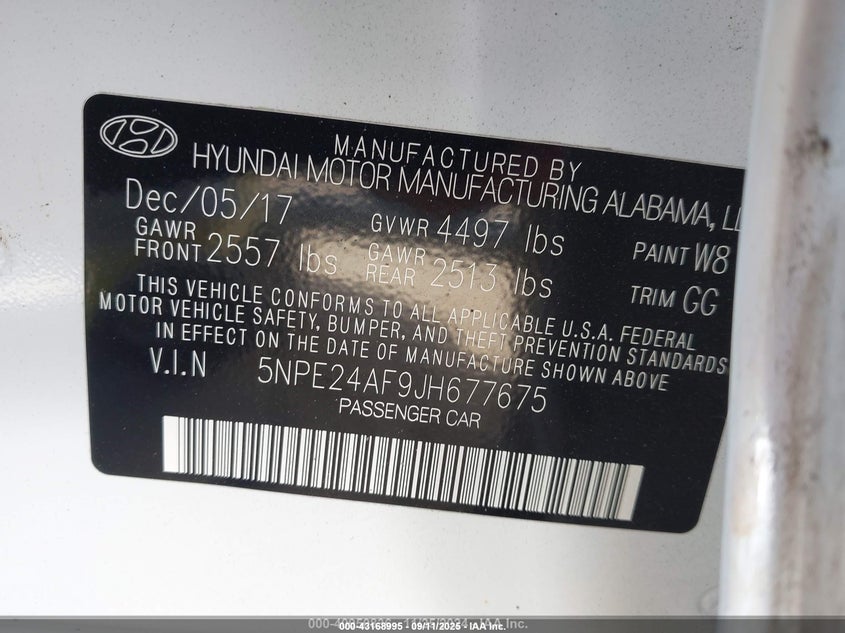 MANUFACTURED BY
HYUNDAI MOTOR MANUFACTURING ALABAMA,
Dec/05/17 GVWR 4497 lbs PAINT W8
GAWR FRONT 2557 lbs GAWR REAR 2513 lbs TRIM GG
THIS VEHICLE CONFORMS TO ALL APPLICABLE U.S.A. FEDERAL
MOTOR VEHICLE SAFETY, BUMPER, AND THEFT PREVENTION STANDARDS
IN EFFECT ON THE DATE OF MANUFACTURE SHOWN ABOVE
V.I.N 5NPE24AF9JH677675
PASSENGER CAR
43168995 - 09/11/2025 - IAA Inc.